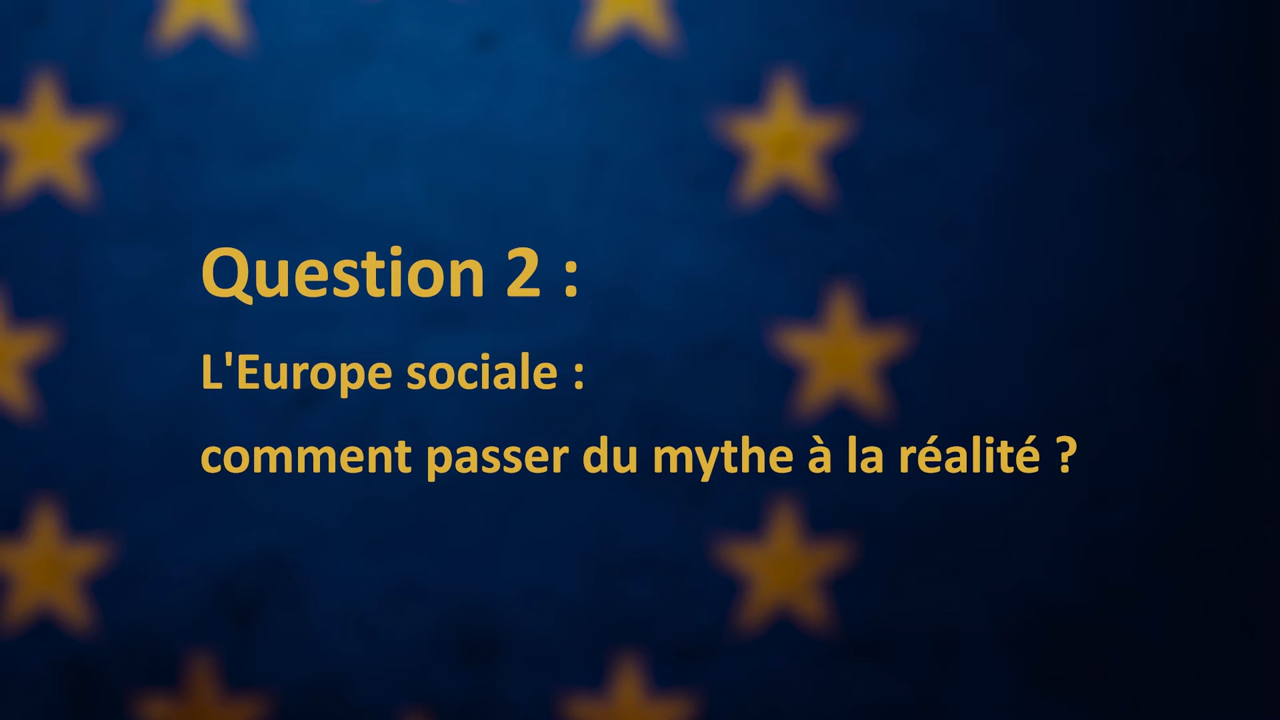 Question 2 :
L'Europe sociale :
comment passer du mythe à la réalité ?